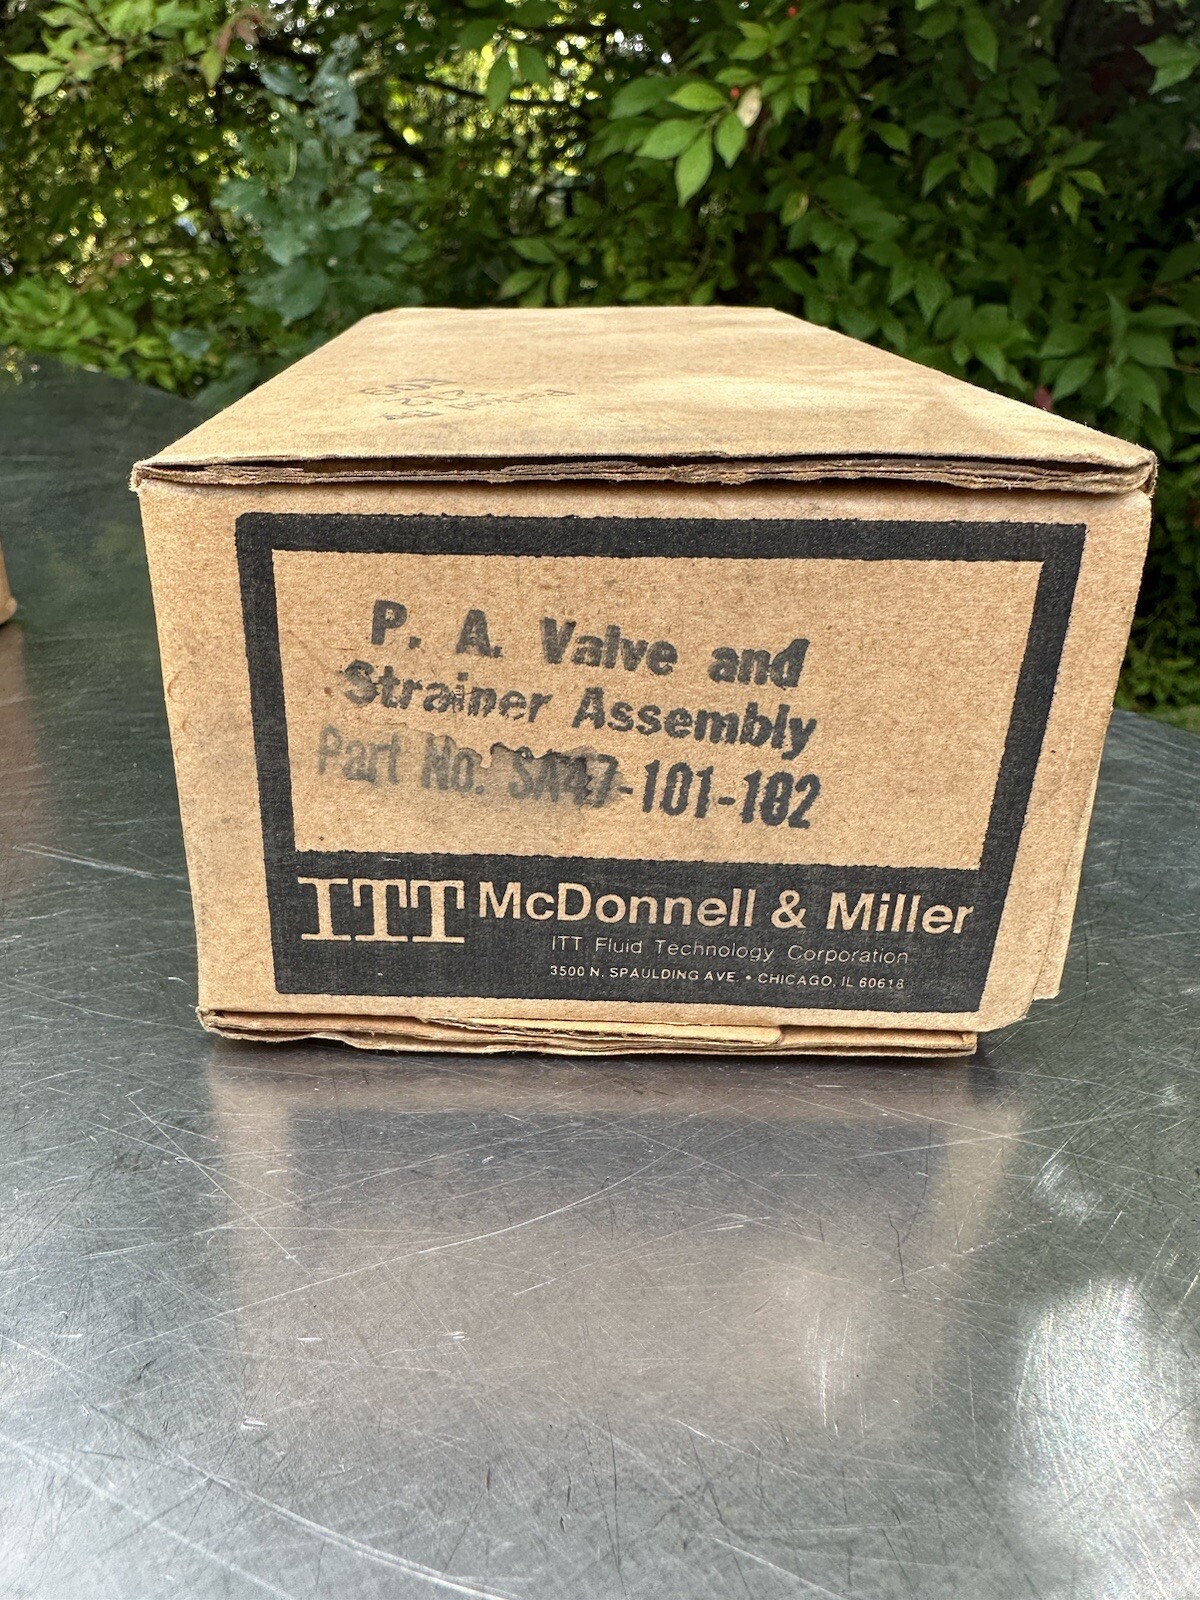 P. A. Valve and
Strainer Assembly
Part No. SA47-101-102
ITT McDonnell & Miller
ITT Fluid Technology Corporation
3500 N. SPAULDING AVE. • CHICAGO, IL 60618